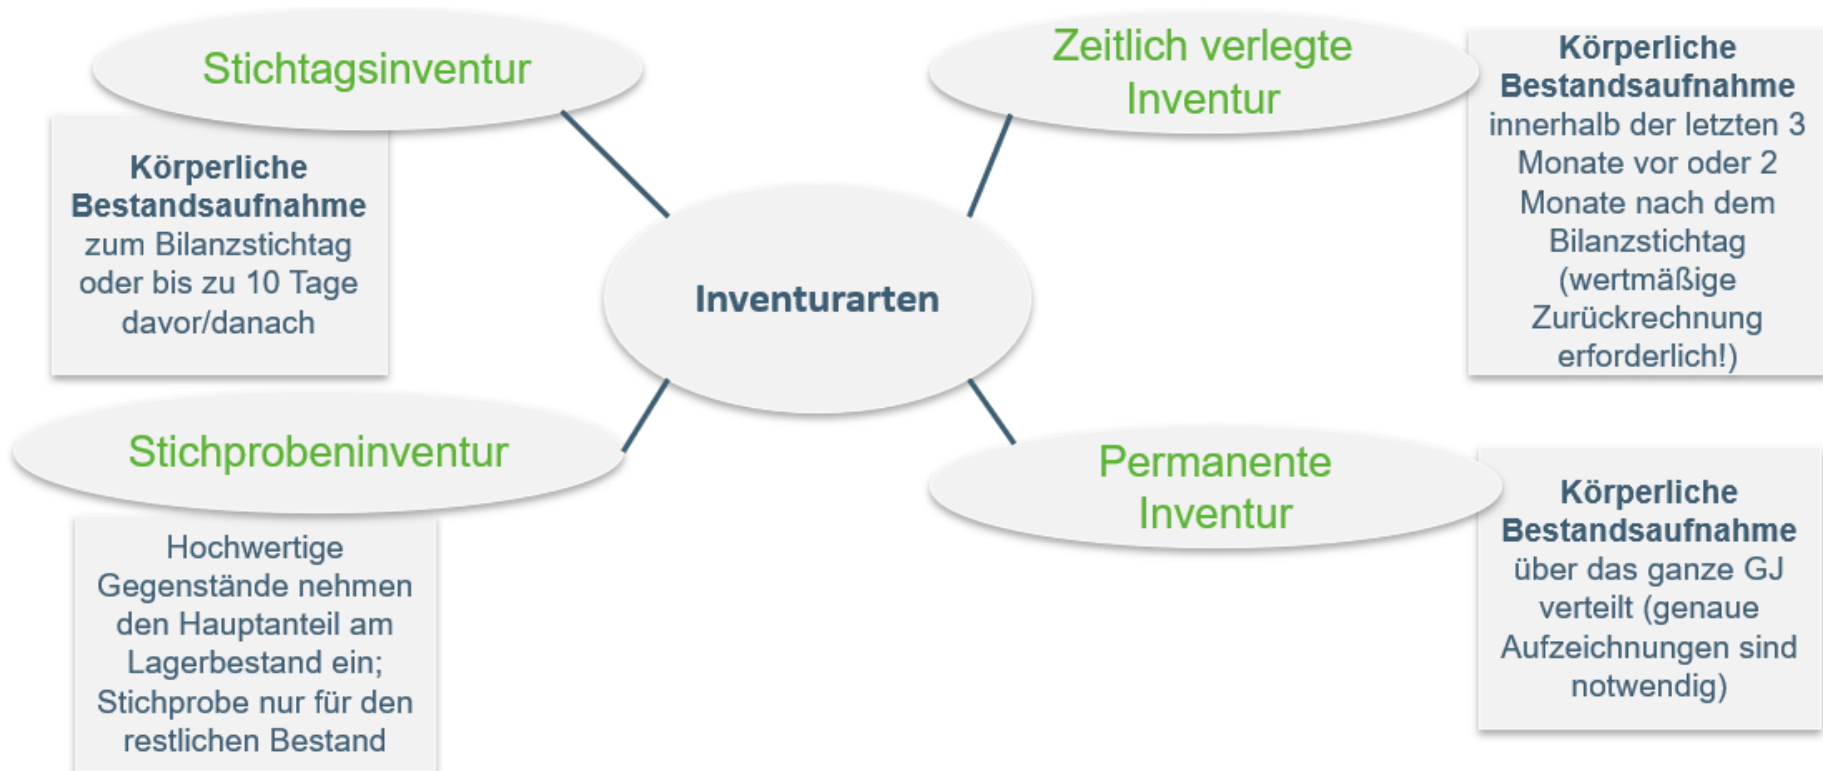 Stichtagsinventur
Körperliche
Bestandsaufnahme
zum Bilanzstichtag
oder bis zu 10 Tage
davor/danach
Zeitlich verlegte
Inventur
Körperliche
Bestandsaufnahme
innerhalb der letzten 3
Monate vor oder 2
Monate nach dem
Bilanzstichtag
(wertmäßige
Zurückrechnung
erforderlich!)
Inventurarten
Stichprobeninventur
Hochwertige
Gegenstände nehmen
den Hauptanteil am
Lagerbestand ein;
Stichprobe nur für den
restlichen Bestand
Permanente
Inventur
Körperliche
Bestandsaufnahme
über das ganze GJ
verteilt (genaue
Aufzeichnungen sind
notwendig)